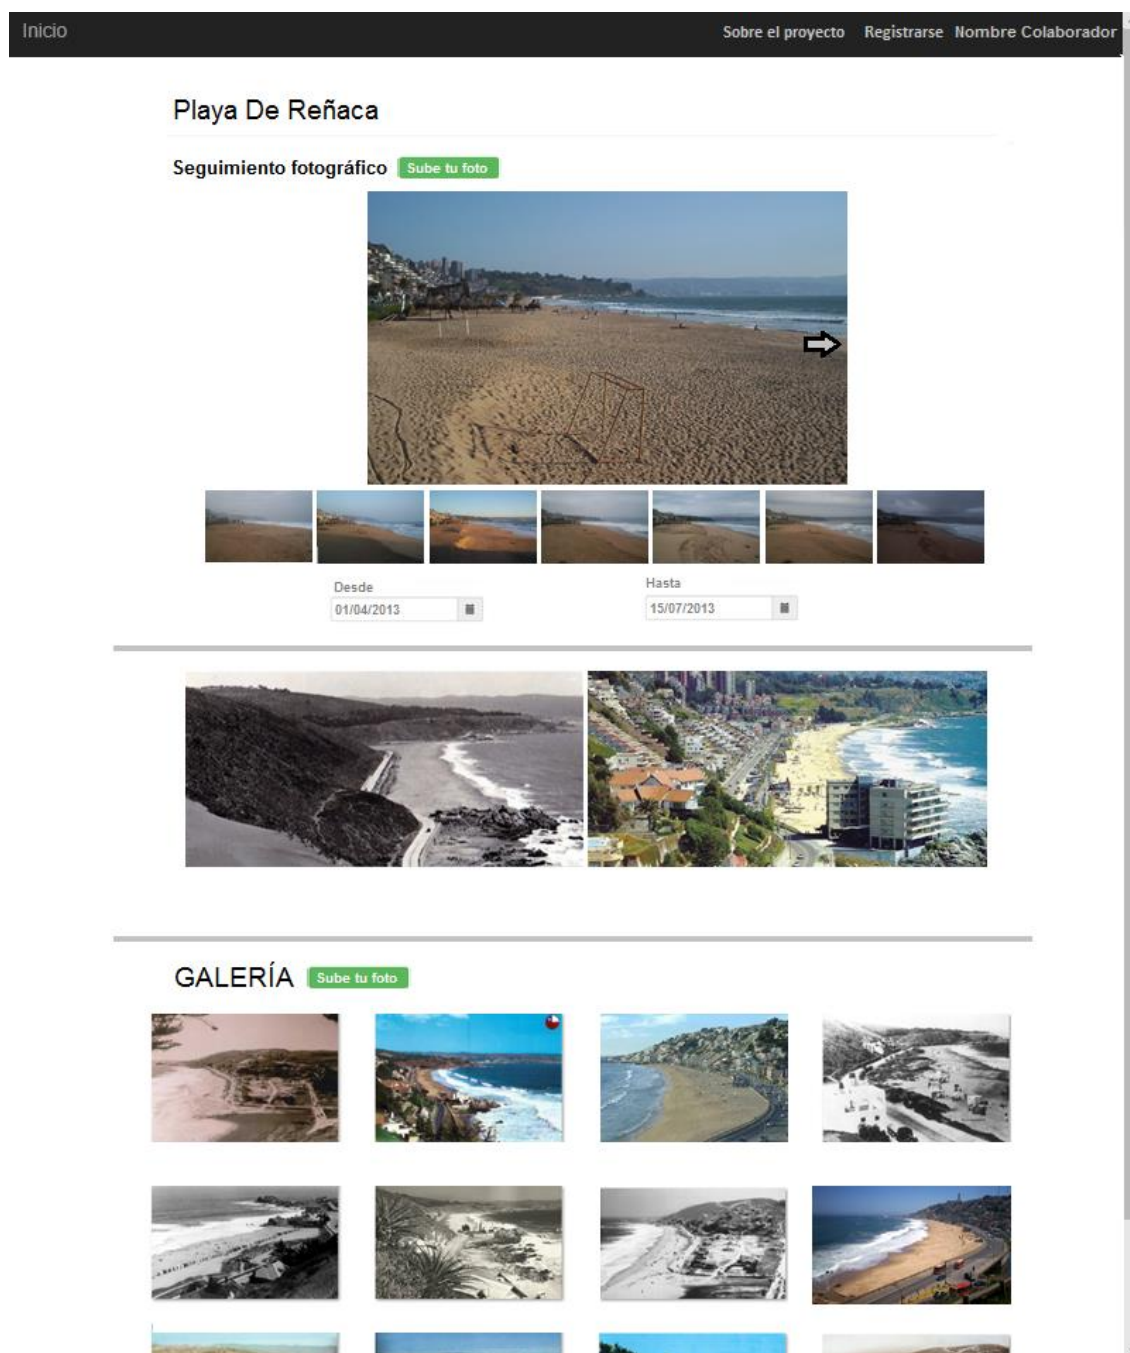 Inicio Sobre el proyecto Registrarse Nombre Colaborador
Playa De Reñaca
Seguimiento fotográfico Sube tu foto
Desde Hasta
01/04/2013 15/07/2013
GALERÍA Sube tu foto